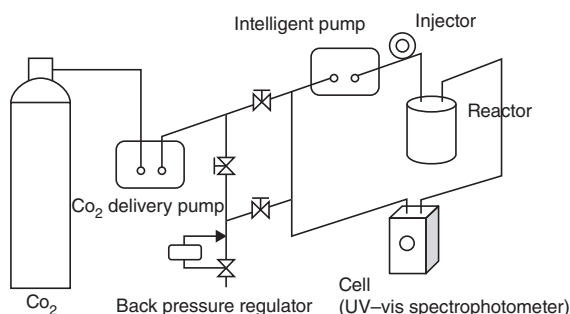 Intelligent pump
Injector
Reactor
Co2 delivery pump
Co2
Back pressure regulator
Cell
(UV–vis spectrophotometer)